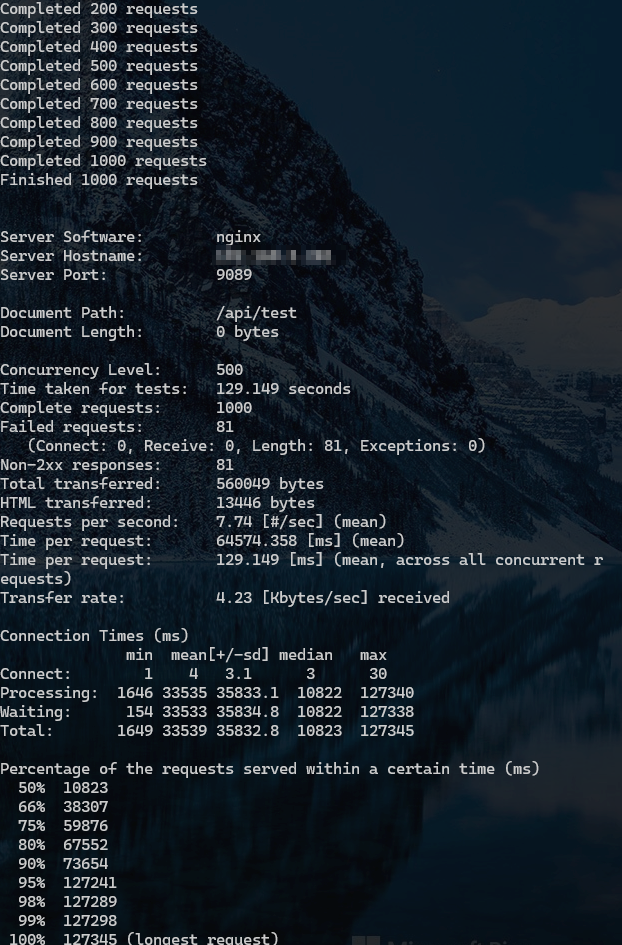 Completed 200 requests
Completed 300 requests
Completed 400 requests
Completed 500 requests
Completed 600 requests
Completed 700 requests
Completed 800 requests
Completed 900 requests
Completed 1000 requests
Finished 1000 requests
Server Software:        nginx
Server Hostname:
Server Port:            9089
Document Path:          /api/test
Document Length:        0 bytes
Concurrency Level:      500
Time taken for tests:   129.149 seconds
Complete requests:      1000
Failed requests:        81
   (Connect: 0, Receive: 0, Length: 81, Exceptions: 0)
Non-2xx responses:      81
Total transferred:      560049 bytes
HTML transferred:       13446 bytes
Requests per second:    7.74 [#/sec] (mean)
Time per request:       64574.358 [ms] (mean)
Time per request:       129.149 [ms] (mean, across all concurrent r
equests)
Transfer rate:          4.23 [Kbytes/sec] received
Connection Times (ms)
              min  mean[+/-sd] median   max
Connect:        1    4   3.1      3      30
Processing:  1646 33535 35833.1  10822  127340
Waiting:      154 33533 35834.8  10822  127338
Total:       1649 33539 35832.8  10823  127345
Percentage of the requests served within a certain time (ms)
  50%  10823
  66%  38307
  75%  59876
  80%  67552
  90%  73654
  95%  127241
  98%  127289
  99%  127298
 100%  127345 (longest request)